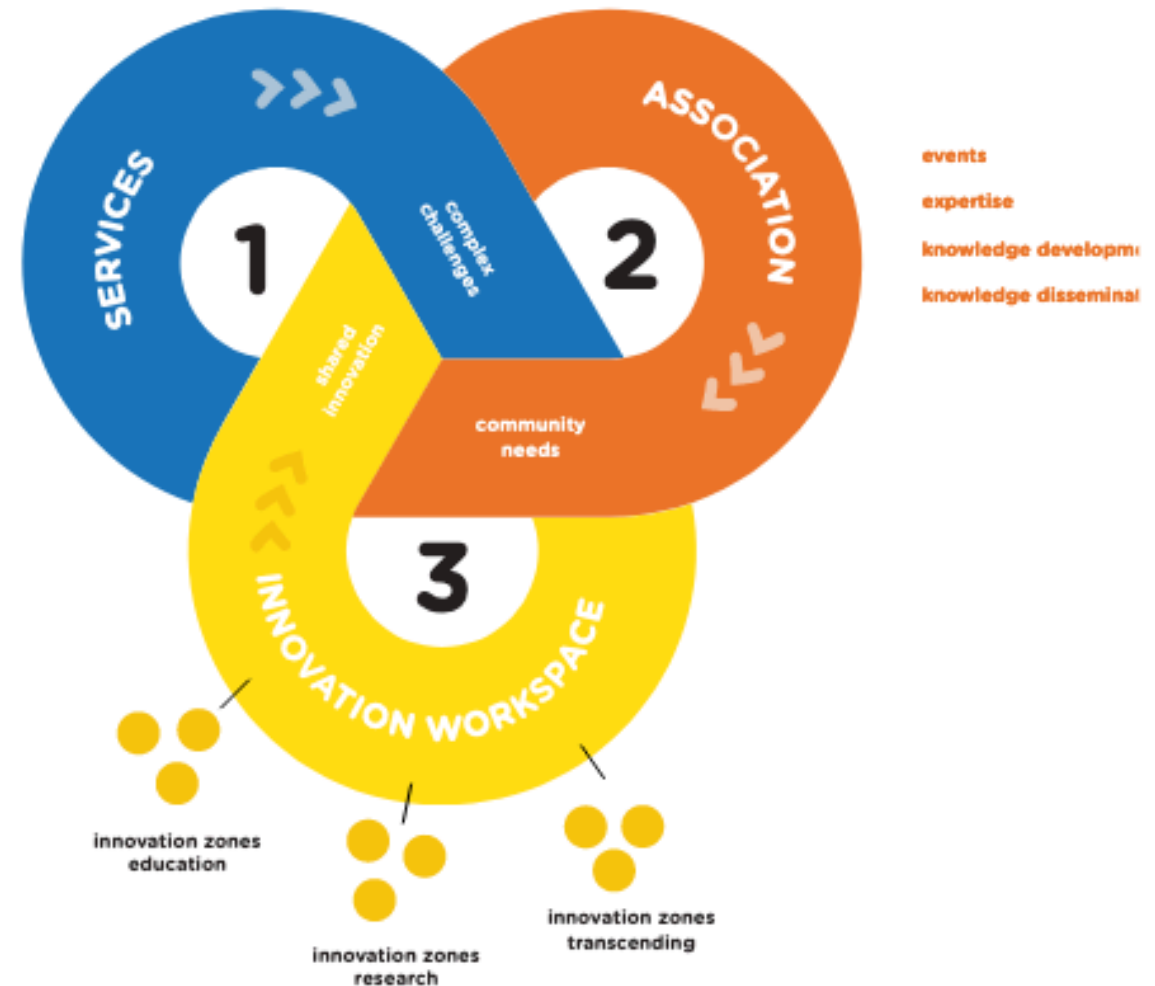 SERVICES
1
complex
challenges
ASSOCIATION
2
events
expertise
knowledge developm
knowledge dissemina
shared
innovation
community
needs
3
INNOVATION WORKSPACE
innovation zones
education
innovation zones
research
innovation zones
transcending